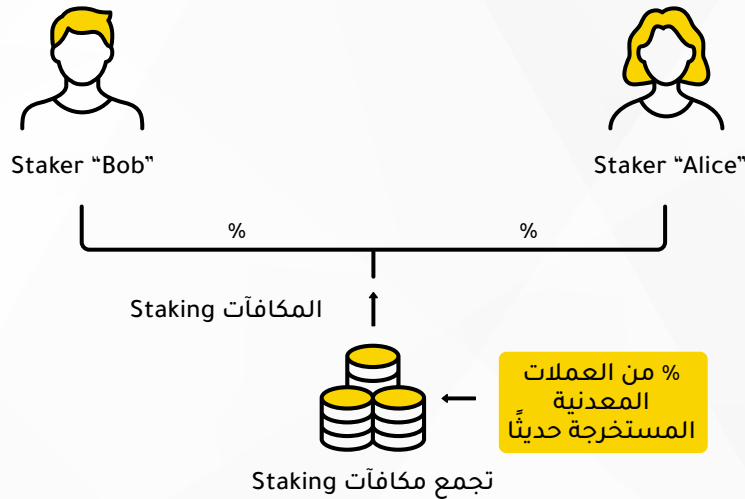 Staker “Bob”
Staker “Alice”
%
%
المكافآت Staking
% من العملات
المعدنية
المستخرجة حديثًا
تجمع مكافآت Staking